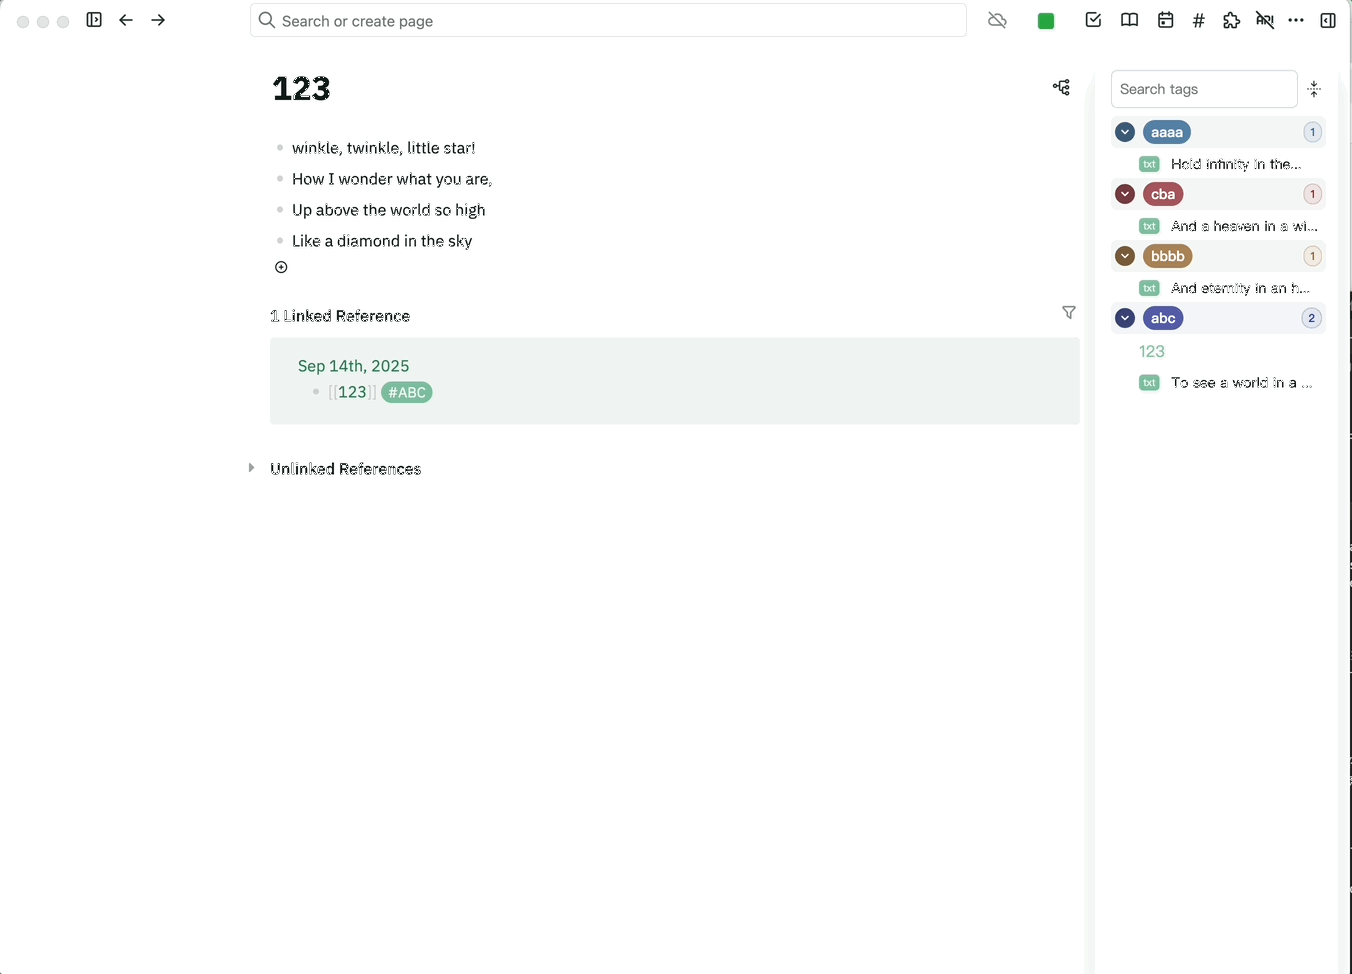 Search or create page
API
123
winkle, twinkle, little star!
How I wonder what you are,
Up above the world so high
Like a diamond in the sky
1 Linked Reference
Sep 14th, 2025
[[123]] #ABC
Unlinked References
Search tags
aaaa 1
txt Hold infinity in the...
cba 1
txt And a heaven in a wi...
bbbb 1
txt And eternity in an h...
abc 2
123
txt To see a world in a ...